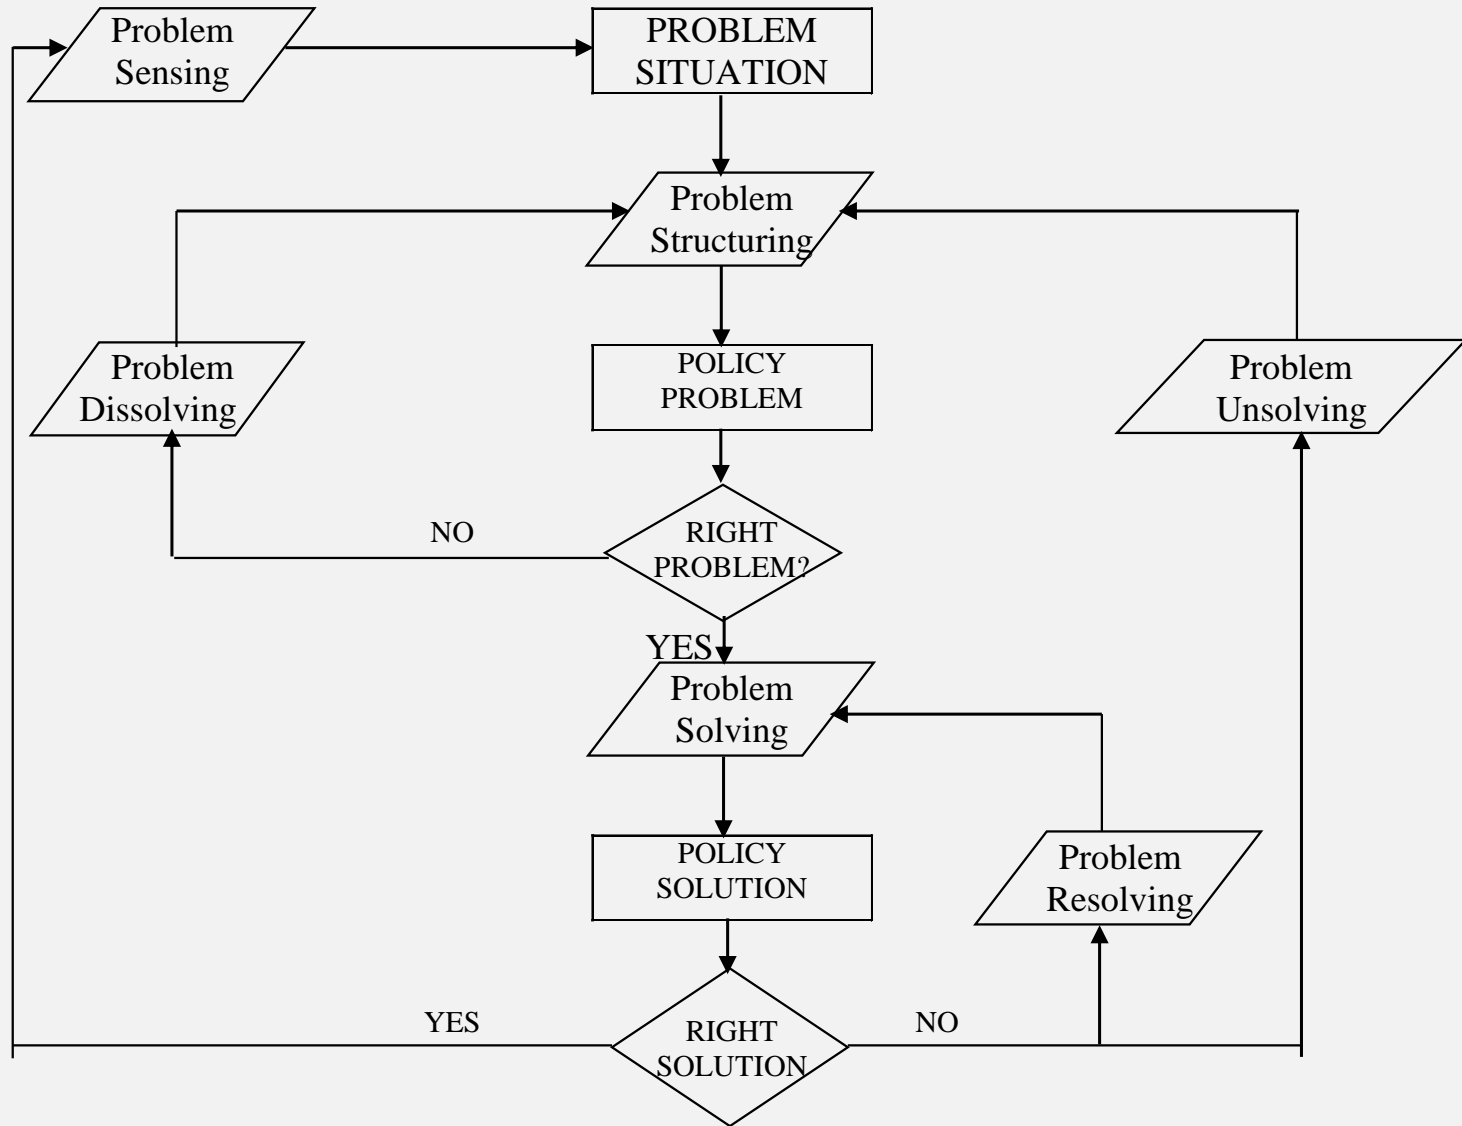 Problem
Sensing
PROBLEM
SITUATION
Problem
Structuring
POLICY
PROBLEM
Problem
Dissolving
Problem
Unsolving
NO
RIGHT
PROBLEM?
YES
Problem
Solving
POLICY
SOLUTION
Problem
Resolving
YES
RIGHT
SOLUTION
NO